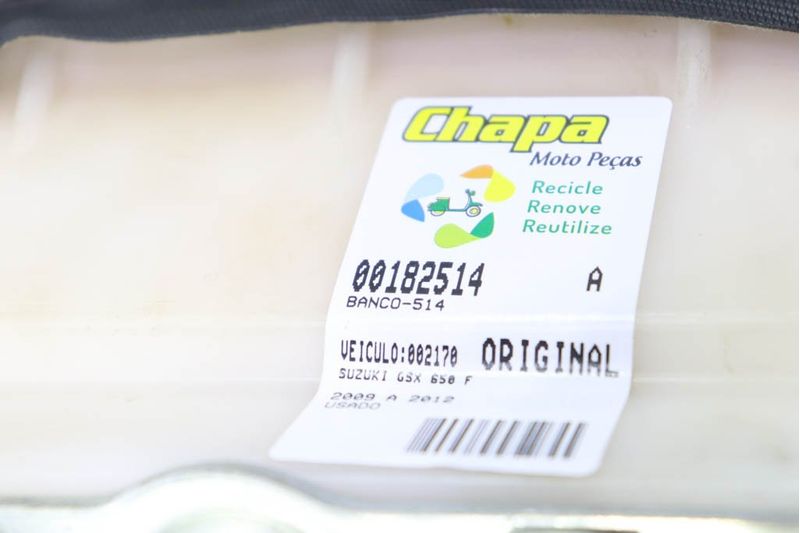 Chapa
Moto Peças
Recicle
Renove
Reutilize
00182514 A
BANCO-514
VEICULO:002170 ORIGINAL
SUZUKI GSX 650 F
2009 A 2012
USADO